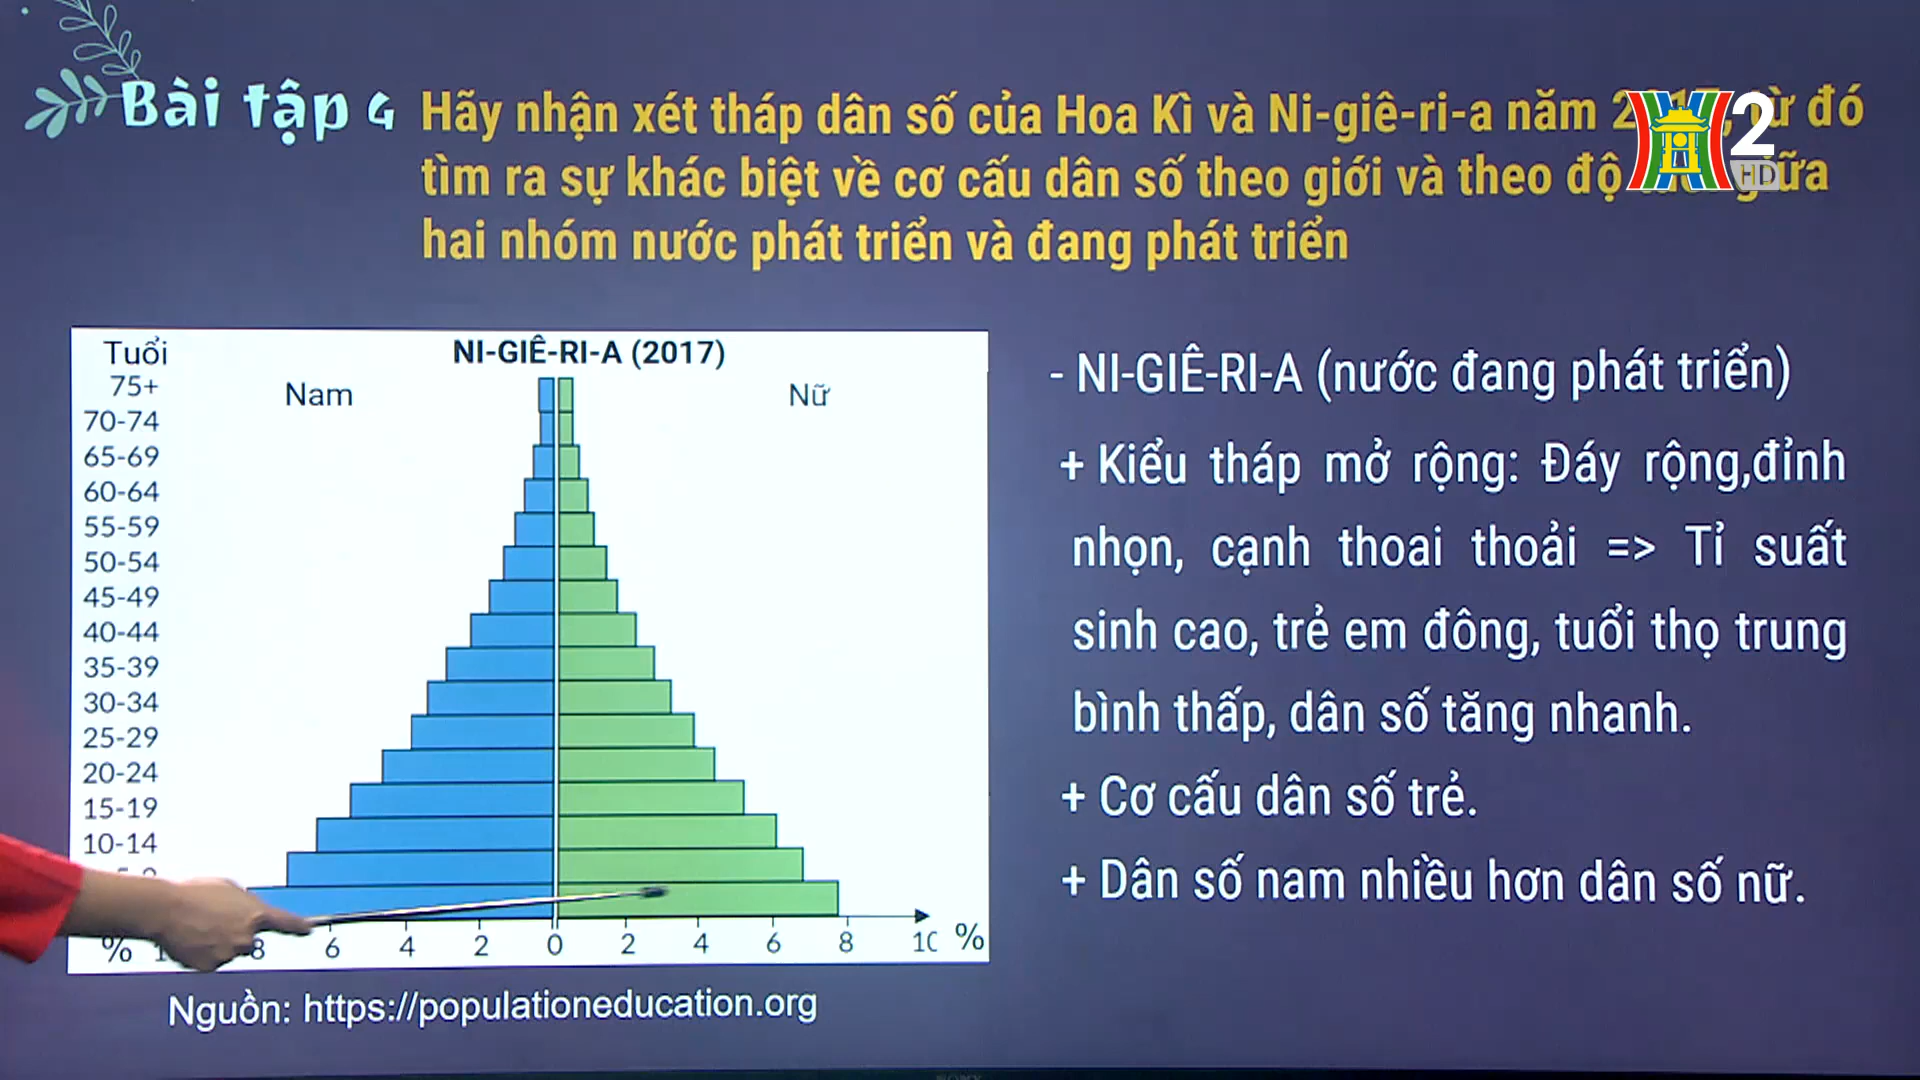 Bài tập 4
Hãy nhận xét tháp dân số của Hoa Kì và Ni-giê-ri-a năm từ đó
tìm ra sự khác biệt về cơ cấu dân số theo giới và theo độ giữa
hai nhóm nước phát triển và đang phát triển
2
HD
NI-GIÊ-RI-A (2017)
Tuổi
Nam
Nữ
75+
70-74
65-69
60-64
55-59
50-54
45-49
40-44
35-39
30-34
25-29
20-24
15-19
10-14
% 8 6 4 2 0 2 4 6 8 10 %
Nguồn: https://populationeducation.org
- NI-GIÊ-RI-A (nước đang phát triển)
+ Kiểu tháp mở rộng: Đáy rộng,đỉnh
nhọn, cạnh thoai thoải => Tỉ suất
sinh cao, trẻ em đông, tuổi thọ trung
bình thấp, dân số tăng nhanh.
+ Cơ cấu dân số trẻ.
+ Dân số nam nhiều hơn dân số nữ.